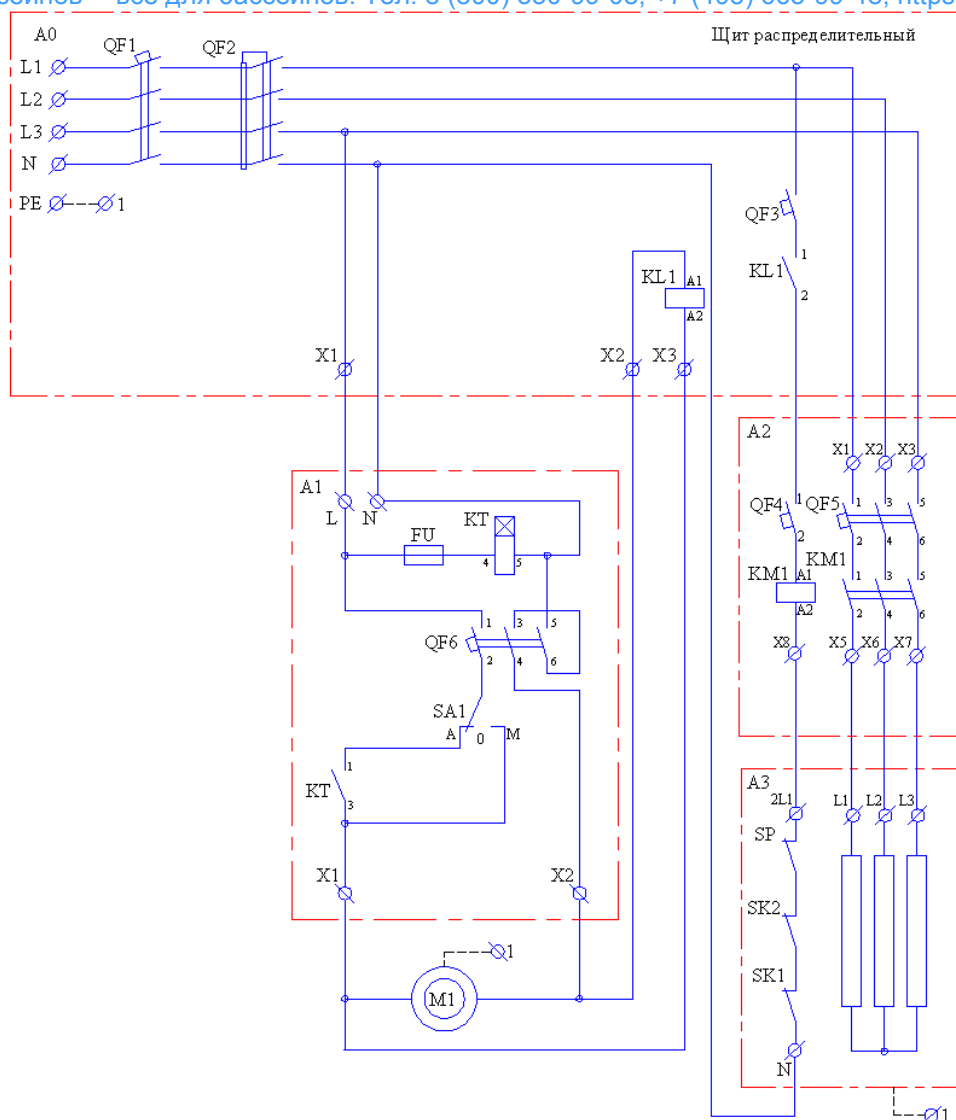 A0
QF1
QF2
Щит распределительный
L1
L2
L3
N
PE
1
QF3
KL1
1
2
KL1
A1
A2
X1
X2
X3
A2
X1
X2
X3
A1
L
N
KT
FU
4
5
QF4
1
2
QF5
1
3
5
2
4
6
KM1
A1
A2
KM1
1
3
5
2
4
6
QF6
1
3
5
2
4
6
X8
X5
X6
X7
SA1
A
0
M
KT
1
3
A3
2L1
L1
L2
L3
SP
X1
X2
SK2
1
SK1
M1
N
1